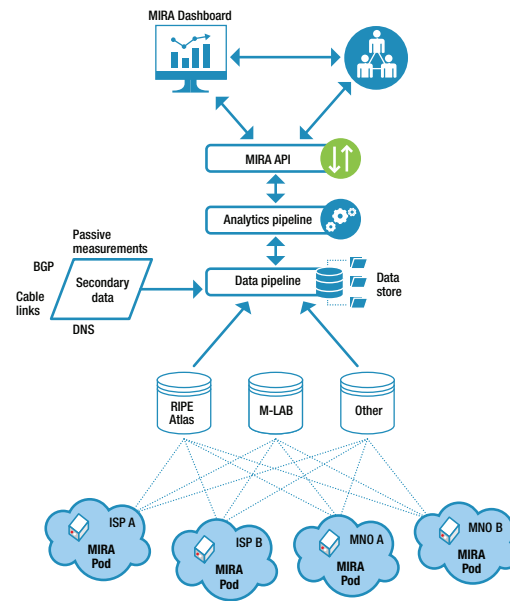 MIRA Dashboard
MIRA API
Analytics pipeline
Passive
measurements
BGP
Cable
links
Secondary
data
DNS
Data pipeline
Data
store
RIPE
Atlas
M-LAB
Other
ISP A
MIRA
Pod
ISP B
MIRA
Pod
MNO A
MIRA
Pod
MNO B
MIRA
Pod